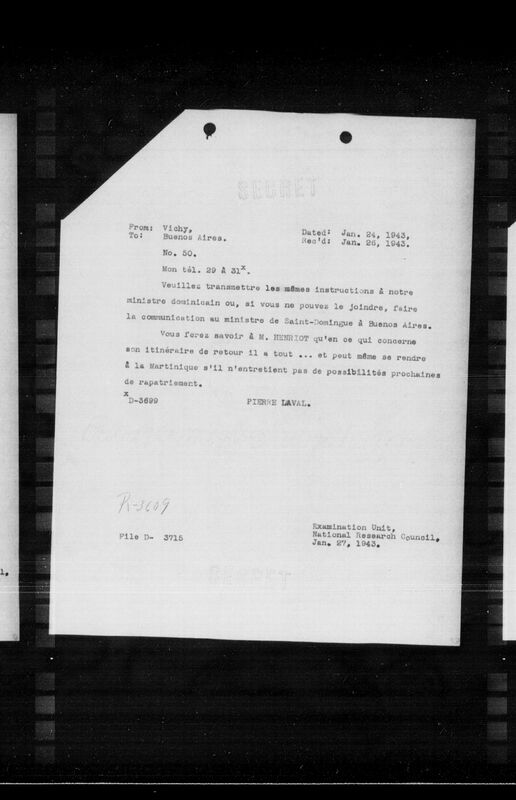 SECRET
From: Vichy,
To: Buenos Aires.
Dated: Jan. 24, 1943,
Rec'd: Jan. 26, 1943.
No. 50.
Mon tél. 29 à 31x.
Veuillez transmettre les mêmes instructions à notre
ministre dominicain ou, si vous ne pouvez le joindre, faire
la communication au ministre de Saint-Domingue à Buenos Aires.
Vous ferez savoir à M. HENRIOT qu'en ce qui concerne
son itinéraire de retour il a tout ... et peut même se rendre
à la Martinique s'il n'entretient pas de possibilités prochaines
de rapatriement.
x
D-3699
PIERRE LAVAL.
R-3609
File D- 3715
Examination Unit,
National Research Council,
Jan. 27, 1943.
SECRET
l,